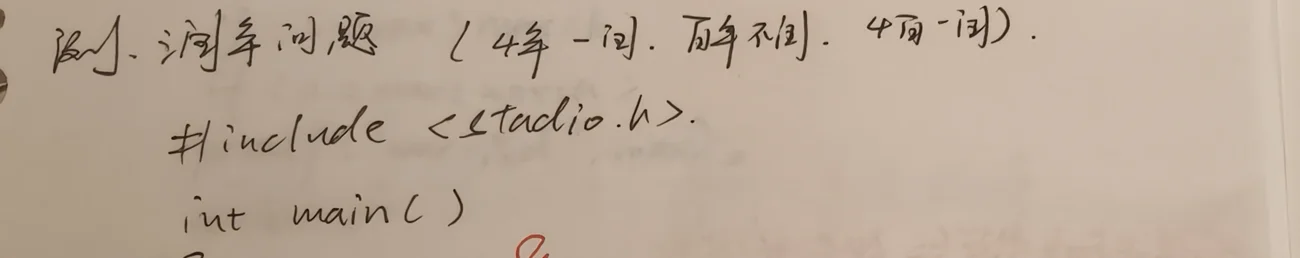 例、闰年问题 (4年一闰. 百年不闰. 4百一闰).
#include <stadio.h>.
int main( )